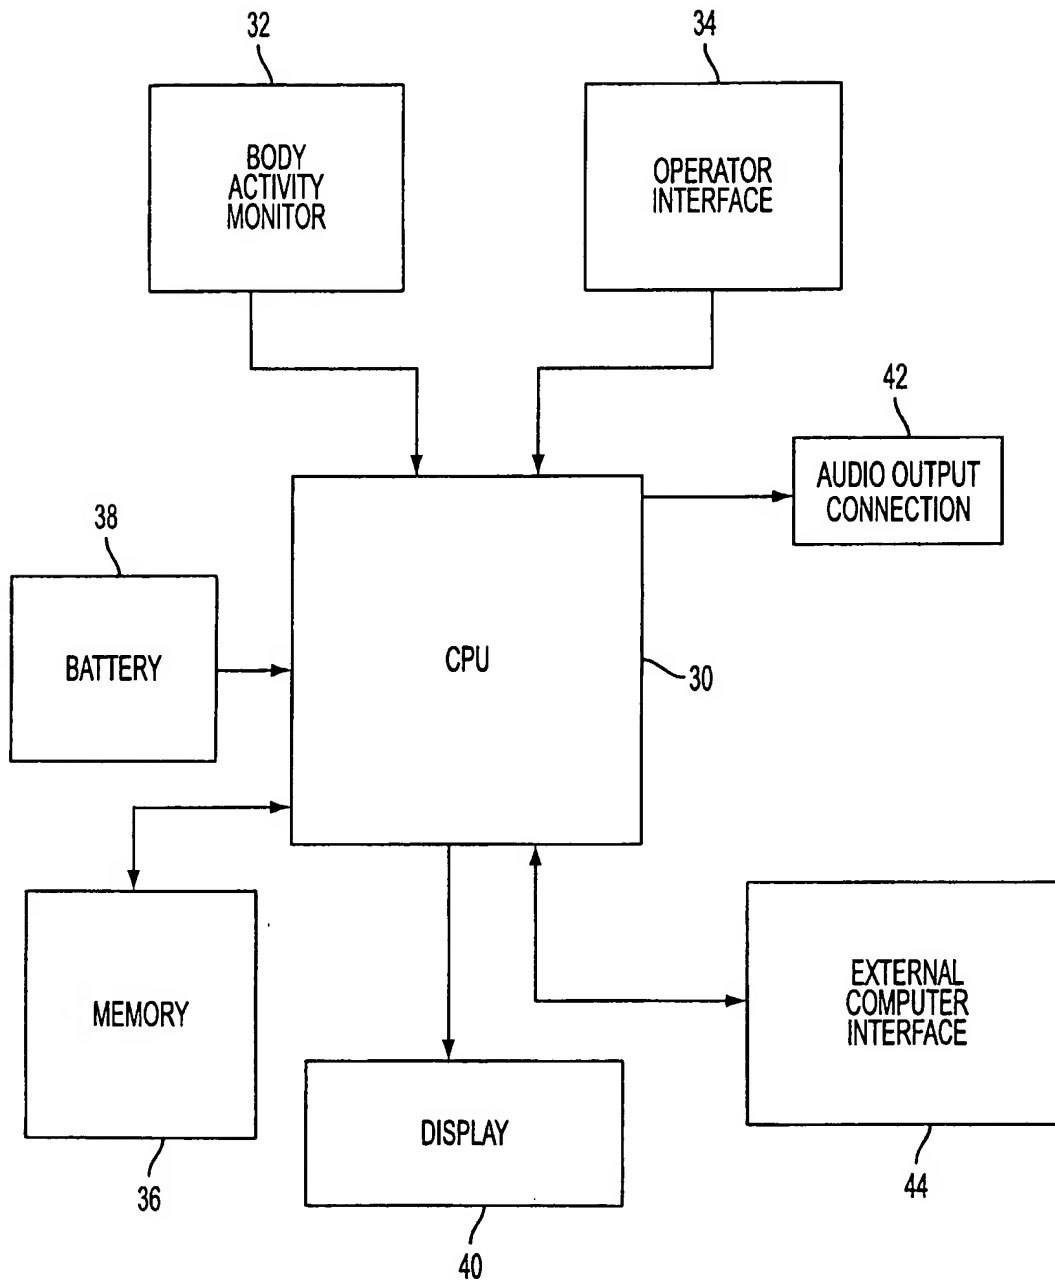 32
34
BODY
ACTIVITY
MONITOR
OPERATOR
INTERFACE
42
AUDIO OUTPUT
CONNECTION
38
BATTERY
CPU
30
MEMORY
EXTERNAL
COMPUTER
INTERFACE
DISPLAY
36
44
40